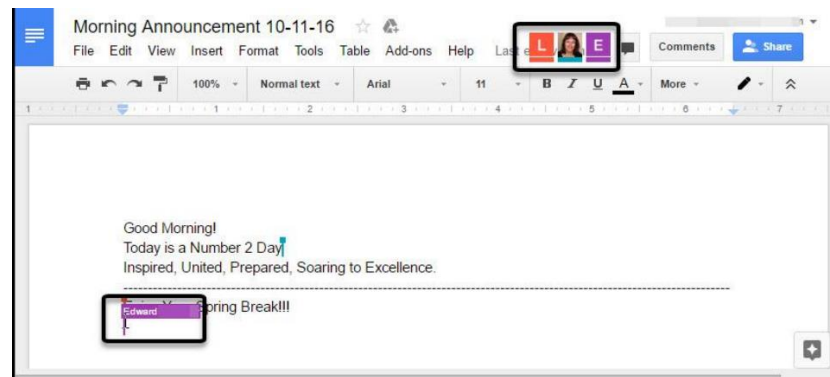 Morning Announcement 10-11-16
L E
File Edit View Insert Format Tools Table Add-ons Help
Comments Share
100% Normal text Arial 11 B I U A More
1 1 2 3 4 5 6 7
Good Morning!
Today is a Number 2 Day
Inspired, United, Prepared, Soaring to Excellence.
Spring Break!!!
Edward